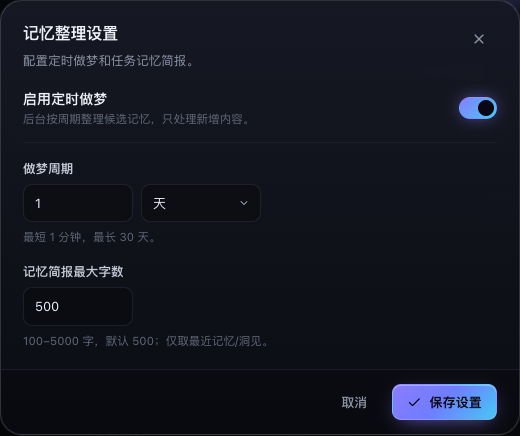 记忆整理设置
配置定时做梦和任务记忆简报。
启用定时做梦
后台按周期整理候选记忆，只处理新增内容。
做梦周期
1
天
最短 1 分钟，最长 30 天。
记忆简报最大字数
500
100–5000 字，默认 500；仅取最近记忆/洞见。
取消
保存设置